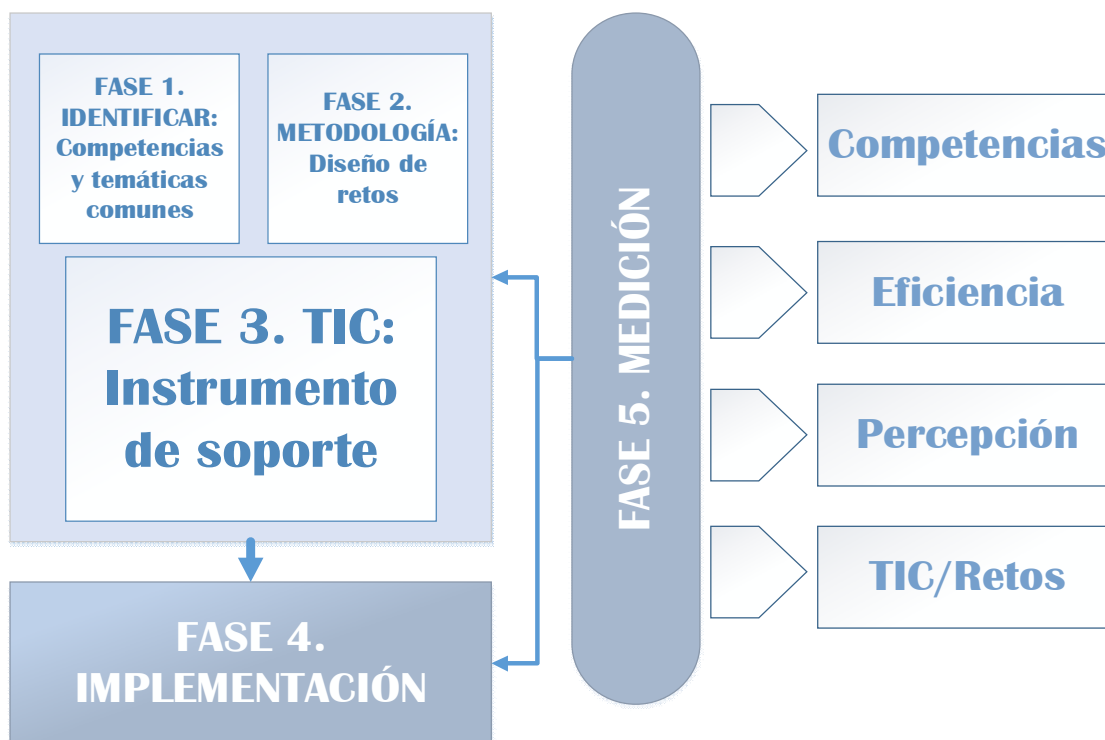 FASE 1.
IDENTIFICAR:
Competencias
y temáticas
comunes
FASE 2.
METODOLOGÍA:
Diseño de
retos
FASE 3. TIC:
Instrumento
de soporte
FASE 4.
IMPLEMENTACIÓN
FASE 5. MEDICIÓN
Competencias
Eficiencia
Percepción
TIC/Retos